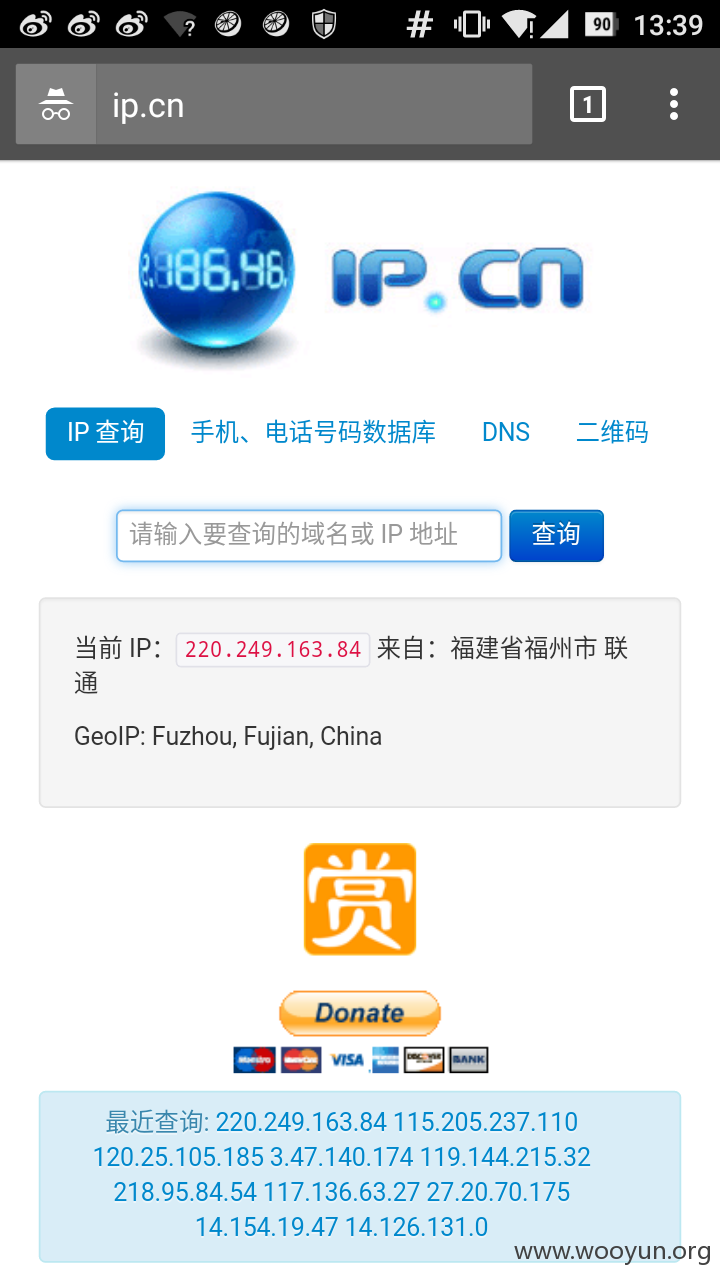 90 13:39
ip.cn 1
2.186.46.
IP.CN
IP 查询 手机、电话号码数据库 DNS 二维码
请输入要查询的域名或 IP 地址 查询
当前 IP： 220.249.163.84 来自：福建省福州市 联
通
GeoIP: Fuzhou, Fujian, China
赏
Donate
Maestro MasterCard VISA DISCOVER BANK
最近查询: 220.249.163.84 115.205.237.110
120.25.105.185 3.47.140.174 119.144.215.32
218.95.84.54 117.136.63.27 27.20.70.175
14.154.19.47 14.126.131.0
www.wooyun.org